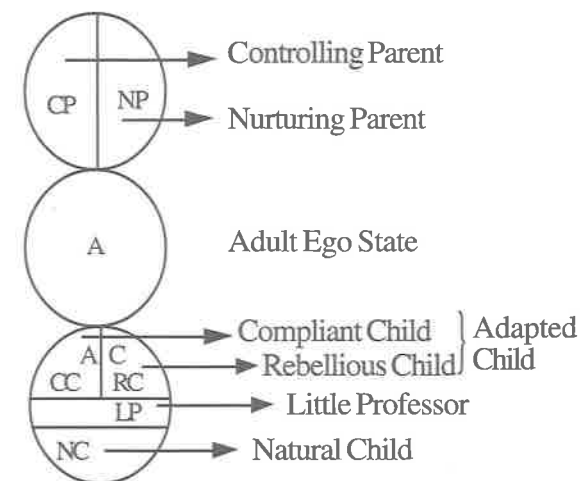 Controlling Parent
CP NP
Nurturing Parent
A Adult Ego State
Compliant Child
A C Adapted
CC RC Rebellious Child Child
LP Little Professor
NC Natural Child